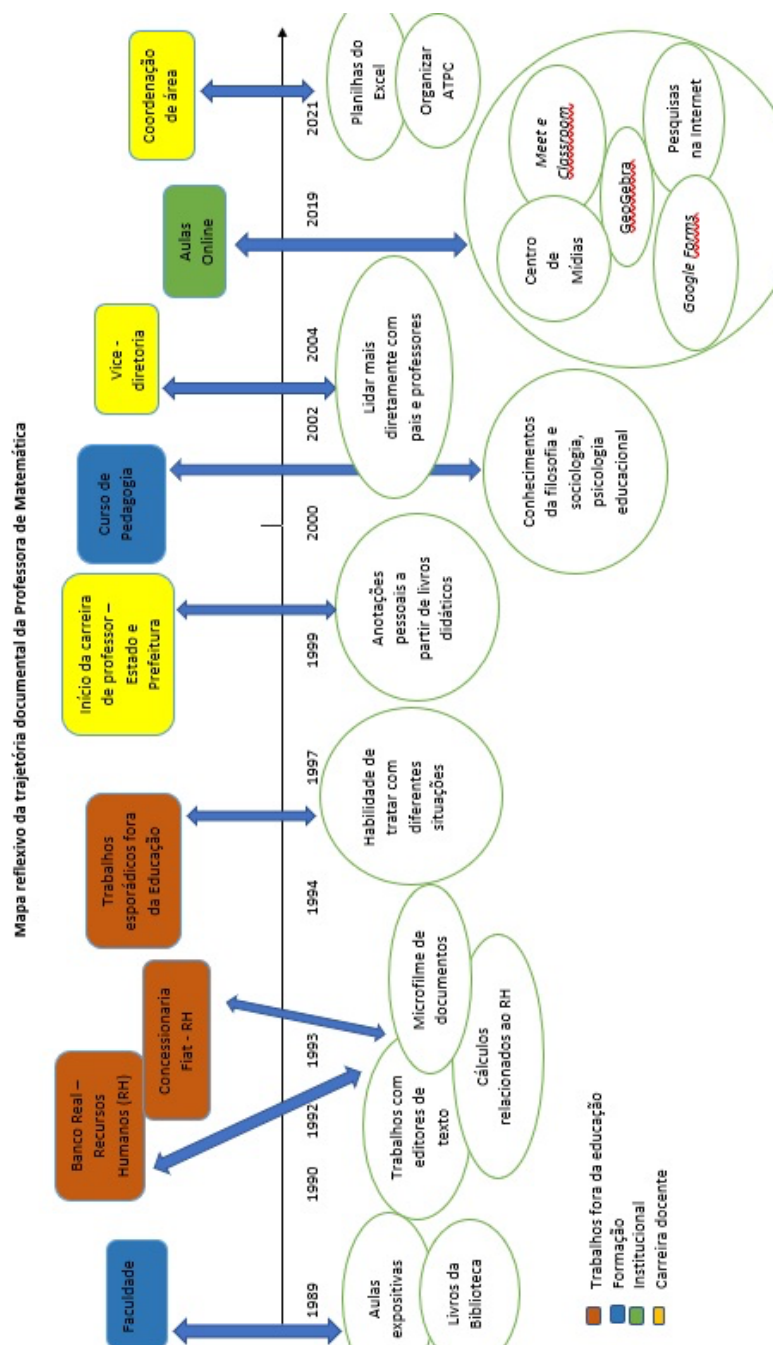 Mapa reflexivo da trajetória documental da Professora de Matemática
Faculdade
Banco Real –
Recursos
Humanos (RH)
Concessionaria
Fiat - RH
Trabalhos
esporádicos fora
da Educação
Início da carreira
de professor –
Estado e
Prefeitura
Curso de
Pedagogia
Vice -
diretoria
Aulas
Online
Coordenação
de área
1989
1990
1992
1993
1994
1997
1999
2000
2002
2004
2019
2021
Aulas
expositivas
Livros da
Biblioteca
Trabalhos com
editores de
texto
Microfilme de
documentos
Cálculos
relacionados ao RH
Habilidade de
tratar com
diferentes
situações
Anotações
pessoais a
partir de livros
didáticos
Conhecimentos
da filosofia e
sociologia,
psicologia
educacional
Lidar mais
diretamente com
pais e professores
Centro
de
Mídias
Meet e
Classroom
GeoGebra
Google Forms
Pesquisas
na Internet
Planilhas do
Excel
Organizar
ATPC
Trabalhos fora da educação
Formação
Institucional
Carreira docente